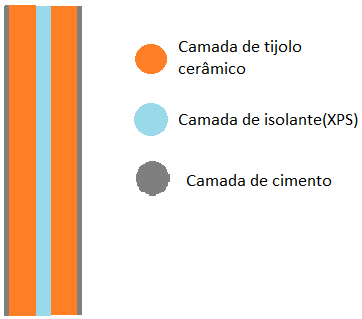 Camada de tijolo
cerâmico
Camada de isolante(XPS)
Camada de cimento